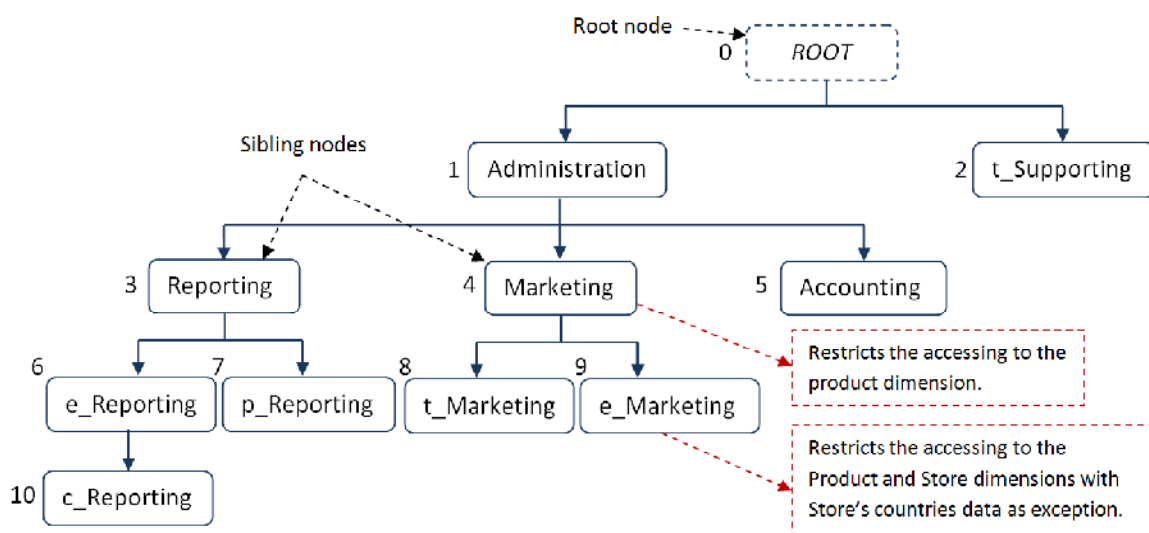 Root node
0
ROOT
Sibling nodes
1
Administration
2
t_Supporting
3
Reporting
4
Marketing
5
Accounting
Restricts the accessing to the
product dimension.
6
e_Reporting
7
p_Reporting
8
t_Marketing
9
e_Marketing
Restricts the accessing to the
Product and Store dimensions with
Store's countries data as exception.
10
c_Reporting